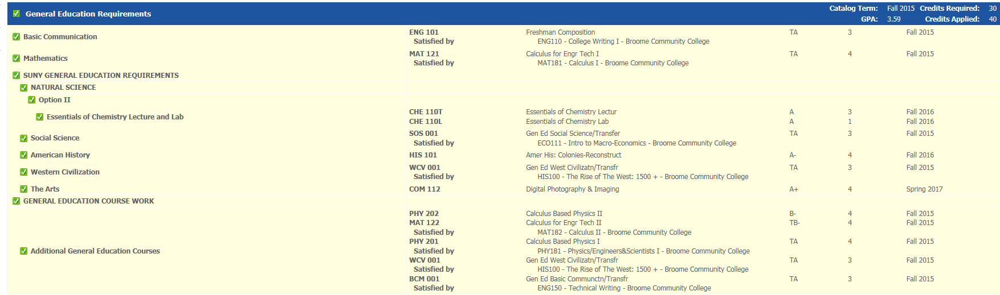 General Education Requirements Catalog Term: Fall 2015 Credits Required: 30
GPA: 3.59 Credits Applied: 40
Basic Communication ENG 101 Freshman Composition TA 3 Fall 2015
Satisfied by ENG110 - College Writing I - Broome Community College
Mathematics MAT 121 Calculus for Engr Tech I TA 4 Fall 2015
Satisfied by MAT181 - Calculus I - Broome Community College
SUNY GENERAL EDUCATION REQUIREMENTS
NATURAL SCIENCE
Option II
Essentials of Chemistry Lecture and Lab CHE 110T Essentials of Chemistry Lectur A 3 Fall 2016
CHE 110L Essentials of Chemistry Lab A 1 Fall 2016
Social Science SOS 001 Gen Ed Social Science/Transfer TA 3 Fall 2015
Satisfied by ECO111 - Intro to Macro-Economics - Broome Community College
American History HIS 101 Amer His: Colonies-Reconstruct A- 4 Fall 2016
Western Civilization WCV 001 Gen Ed West Civilizatn/Transfr TA 3 Fall 2015
Satisfied by HIS100 - The Rise of The West: 1500 + - Broome Community College
The Arts COM 112 Digital Photography & Imaging A+ 4 Spring 2017
GENERAL EDUCATION COURSE WORK
Additional General Education Courses PHY 202 Calculus Based Physics II B- 4 Fall 2015
MAT 122 Calculus for Engr Tech II TB- 4 Fall 2015
Satisfied by MAT182 - Calculus II - Broome Community College
PHY 201 Calculus Based Physics I TA 4 Fall 2015
Satisfied by PHY181 - Physics/Engineers&Scientists I - Broome Community College
WCV 001 Gen Ed West Civilizatn/Transfr TA 3 Fall 2015
Satisfied by HIS100 - The Rise of The West: 1500 + - Broome Community College
BCM 001 Gen Ed Basic Communctn/Transfr TA 3 Fall 2015
Satisfied by ENG150 - Technical Writing - Broome Community College